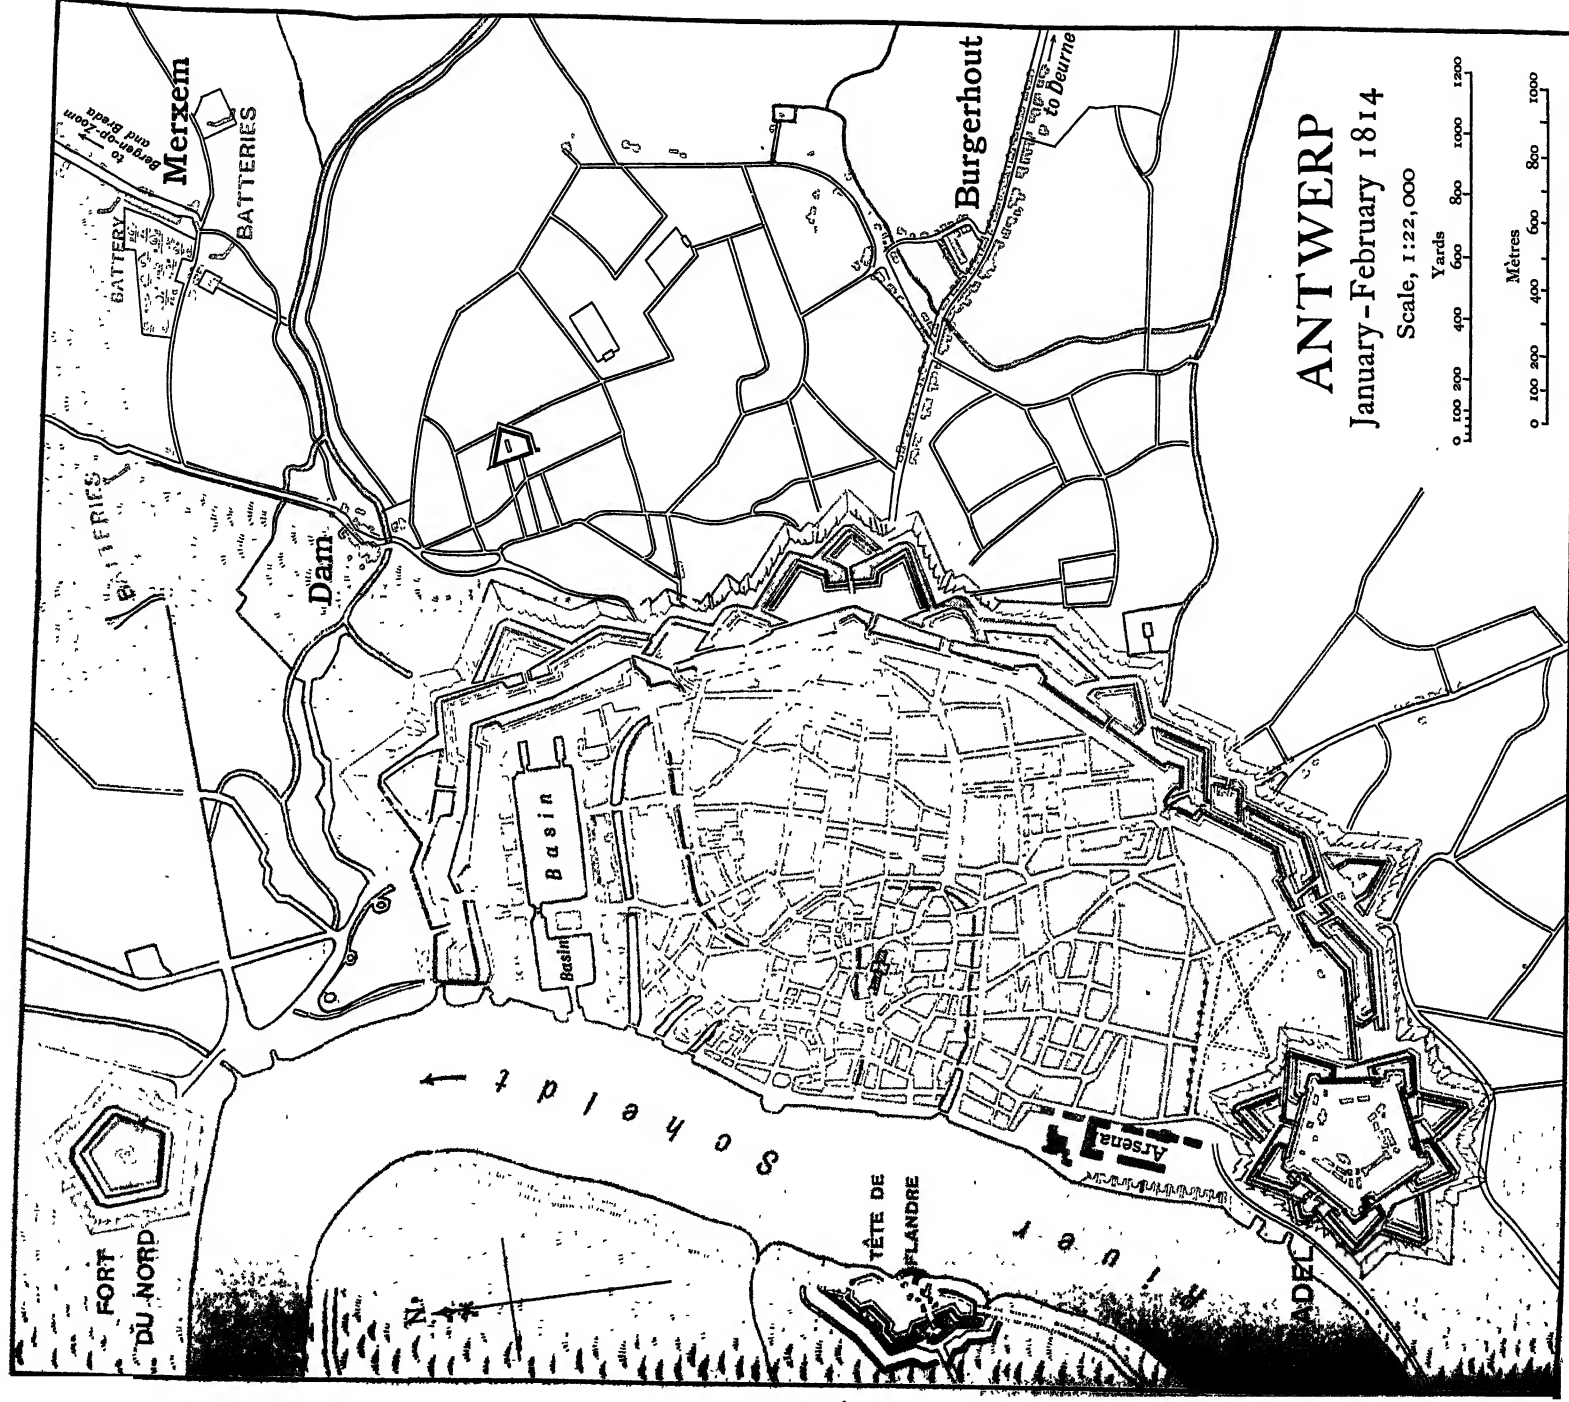 ANTWERP
January-February 1814
Scale, 1:22,000
Yards
0 100 200 400 600 800 1000 1200
Mètres
0 100 200 400 600 800 1000
to
Bergen-op-Zoom
and Breda
Merxem
BATTERIES
BATTERY
BATTERIES
Dam
Burgerhout
to Deurne
Basin
Basin
FORT
DU NORD
N.
River Scheldt
TÊTE DE
FLANDRE
Arsenal